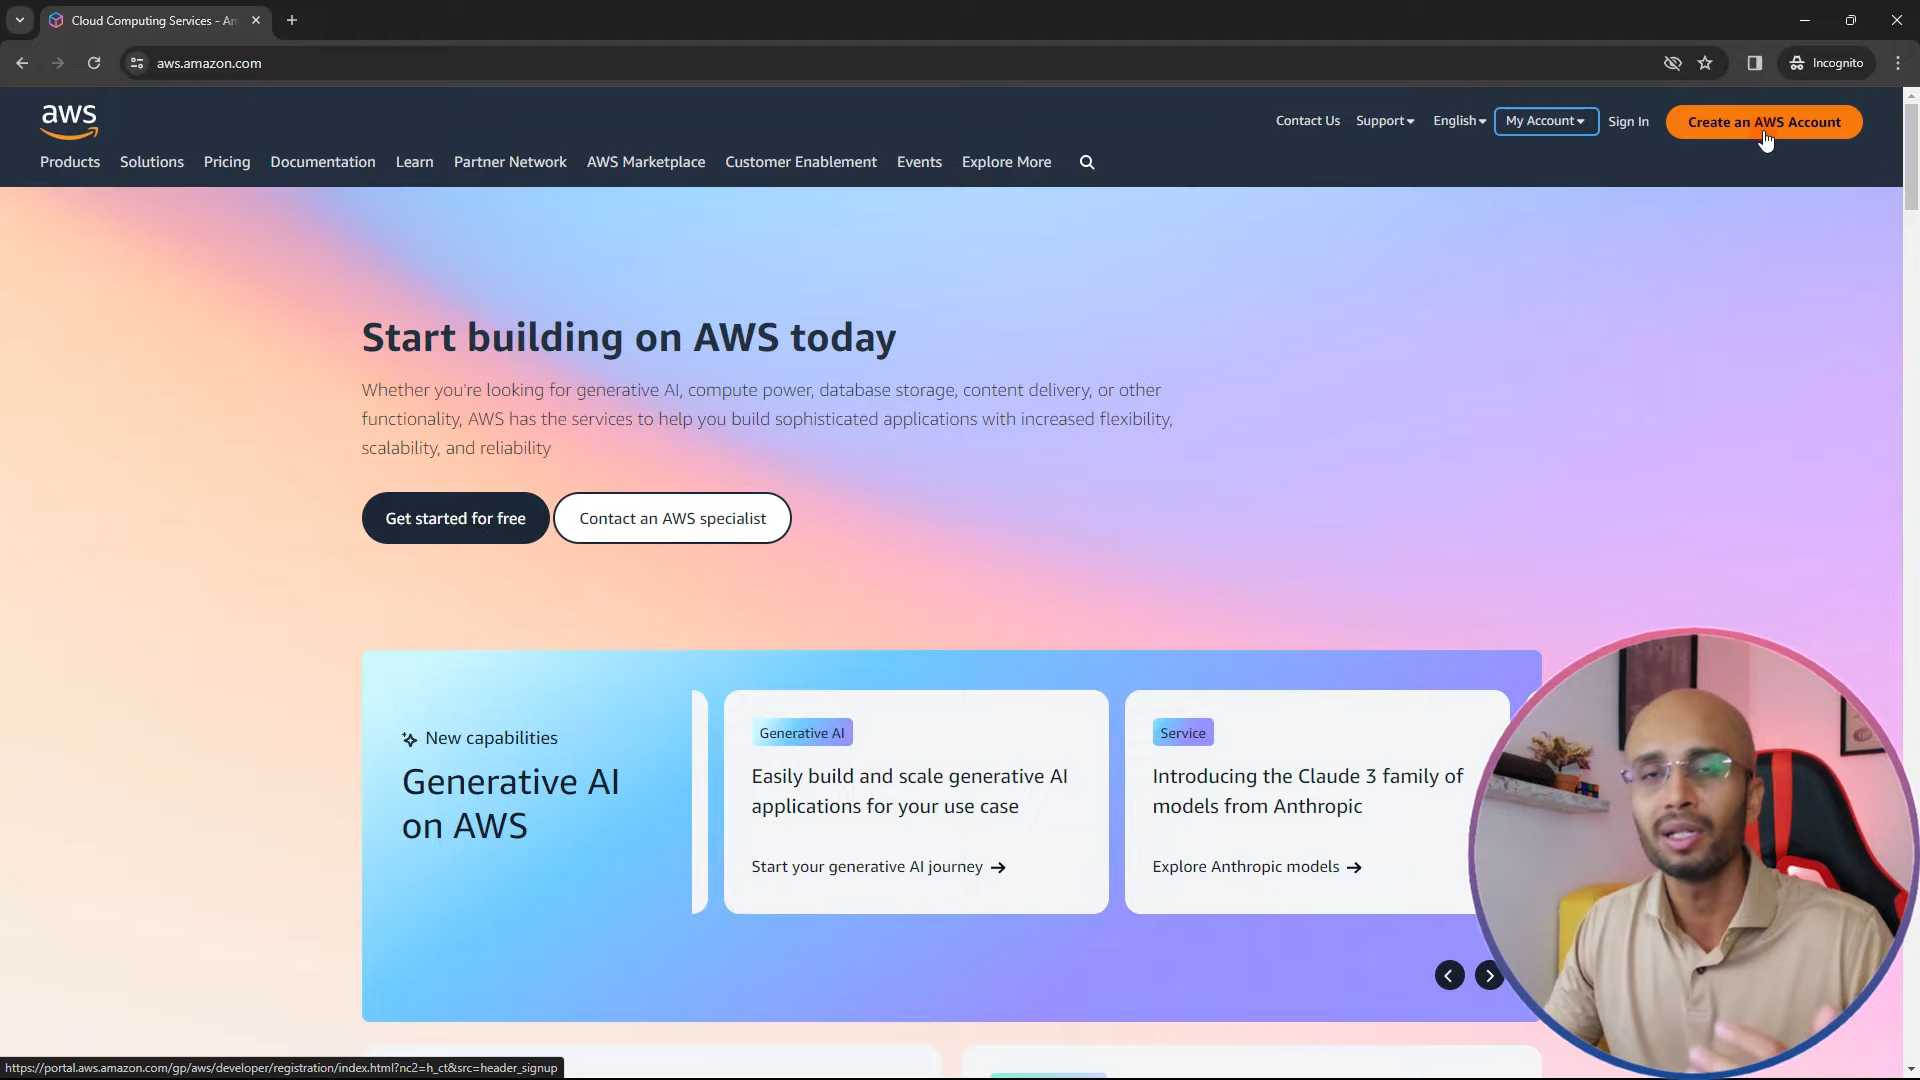 Cloud Computing Services - Am
aws.amazon.com
Incognito
aws
Contact Us
Support
English
My Account
Sign In
Create an AWS Account
Products
Solutions
Pricing
Documentation
Learn
Partner Network
AWS Marketplace
Customer Enablement
Events
Explore More
Start building on AWS today
Whether you're looking for generative AI, compute power, database storage, content delivery, or other
functionality, AWS has the services to help you build sophisticated applications with increased flexibility,
scalability, and reliability
Get started for free
Contact an AWS specialist
New capabilities
Generative AI
on AWS
Generative AI
Easily build and scale generative AI
applications for your use case
Start your generative AI journey →
Service
Introducing the Claude 3 family of
models from Anthropic
Explore Anthropic models →
https://portal.aws.amazon.com/gp/aws/developer/registration/index.html?nc2=h_ct&src=header_signup